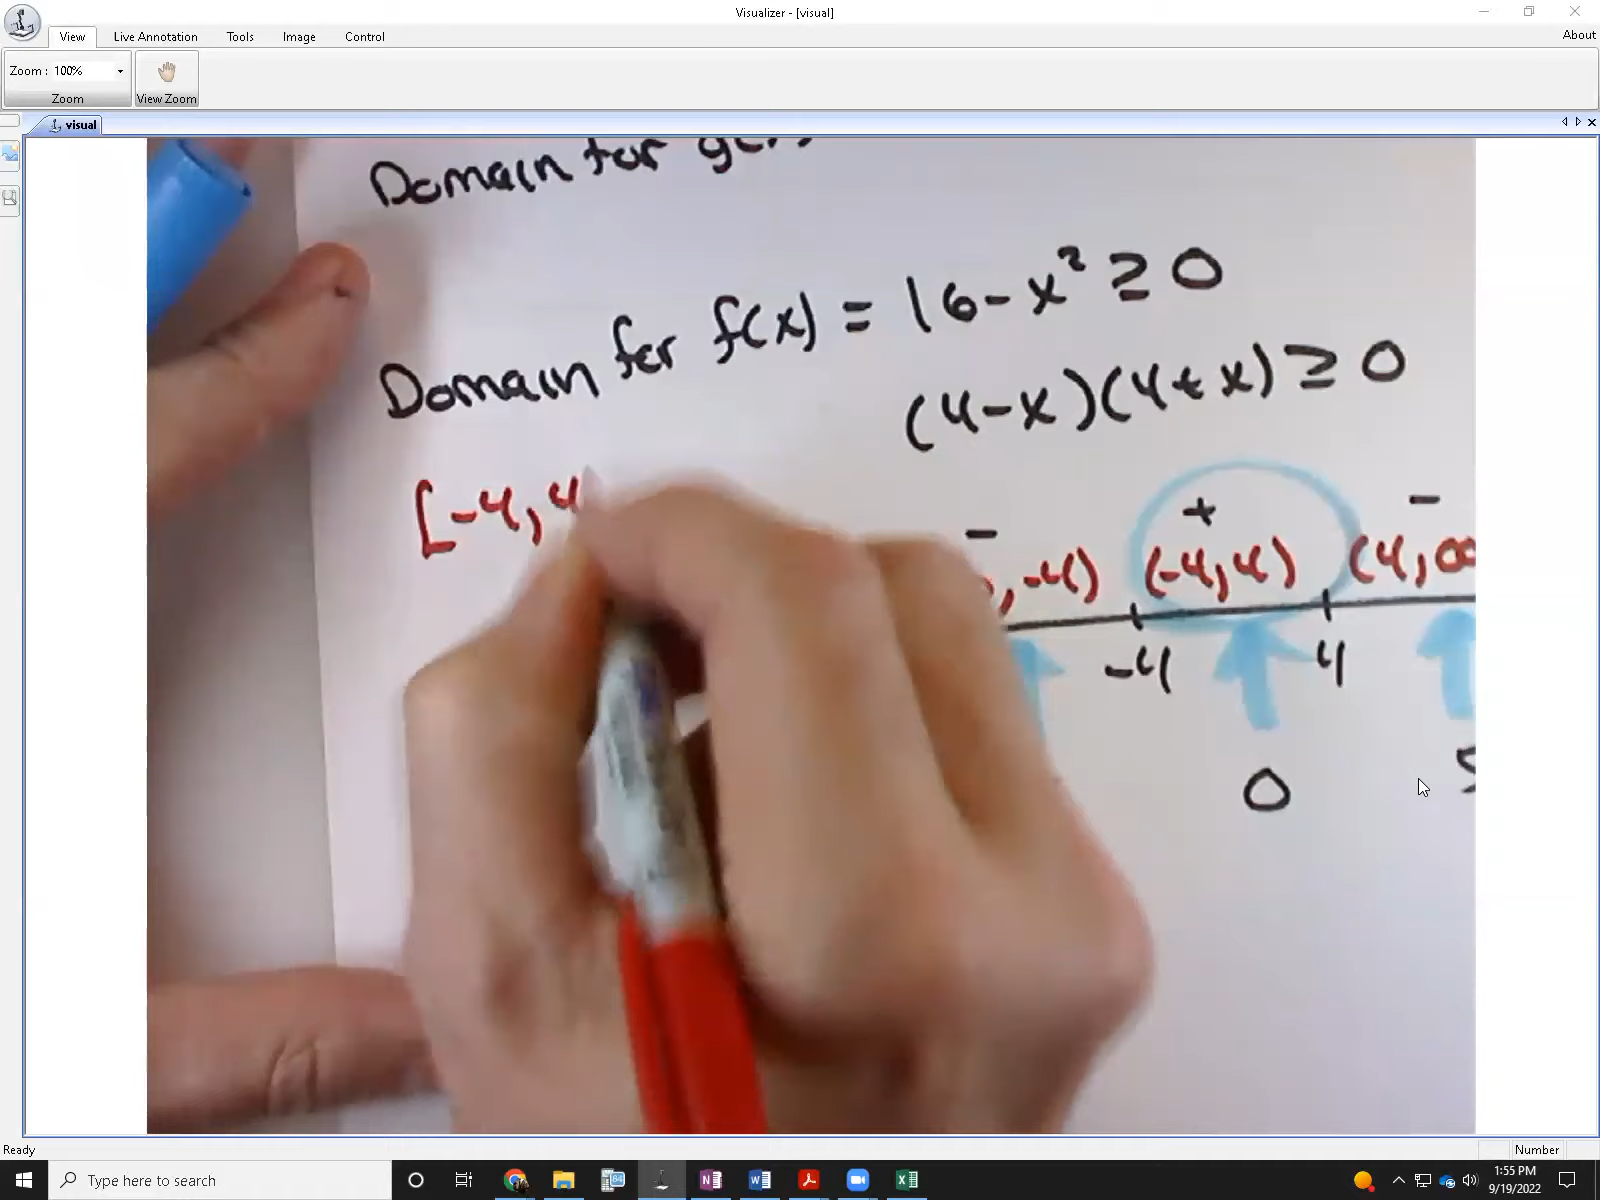 Visualizer - [visual]
View Live Annotation Tools Image Control About
Zoom : 100%
Zoom View Zoom
visual
Domain for
Domain for f(x) = 16-x² ≥ 0
(4-x)(4+x) ≥ 0
[-4, 4
- + -
, -4) (-4, 4) (4, ∞
-4 4
0 5
Ready Number
Type here to search
1:55 PM
9/19/2022